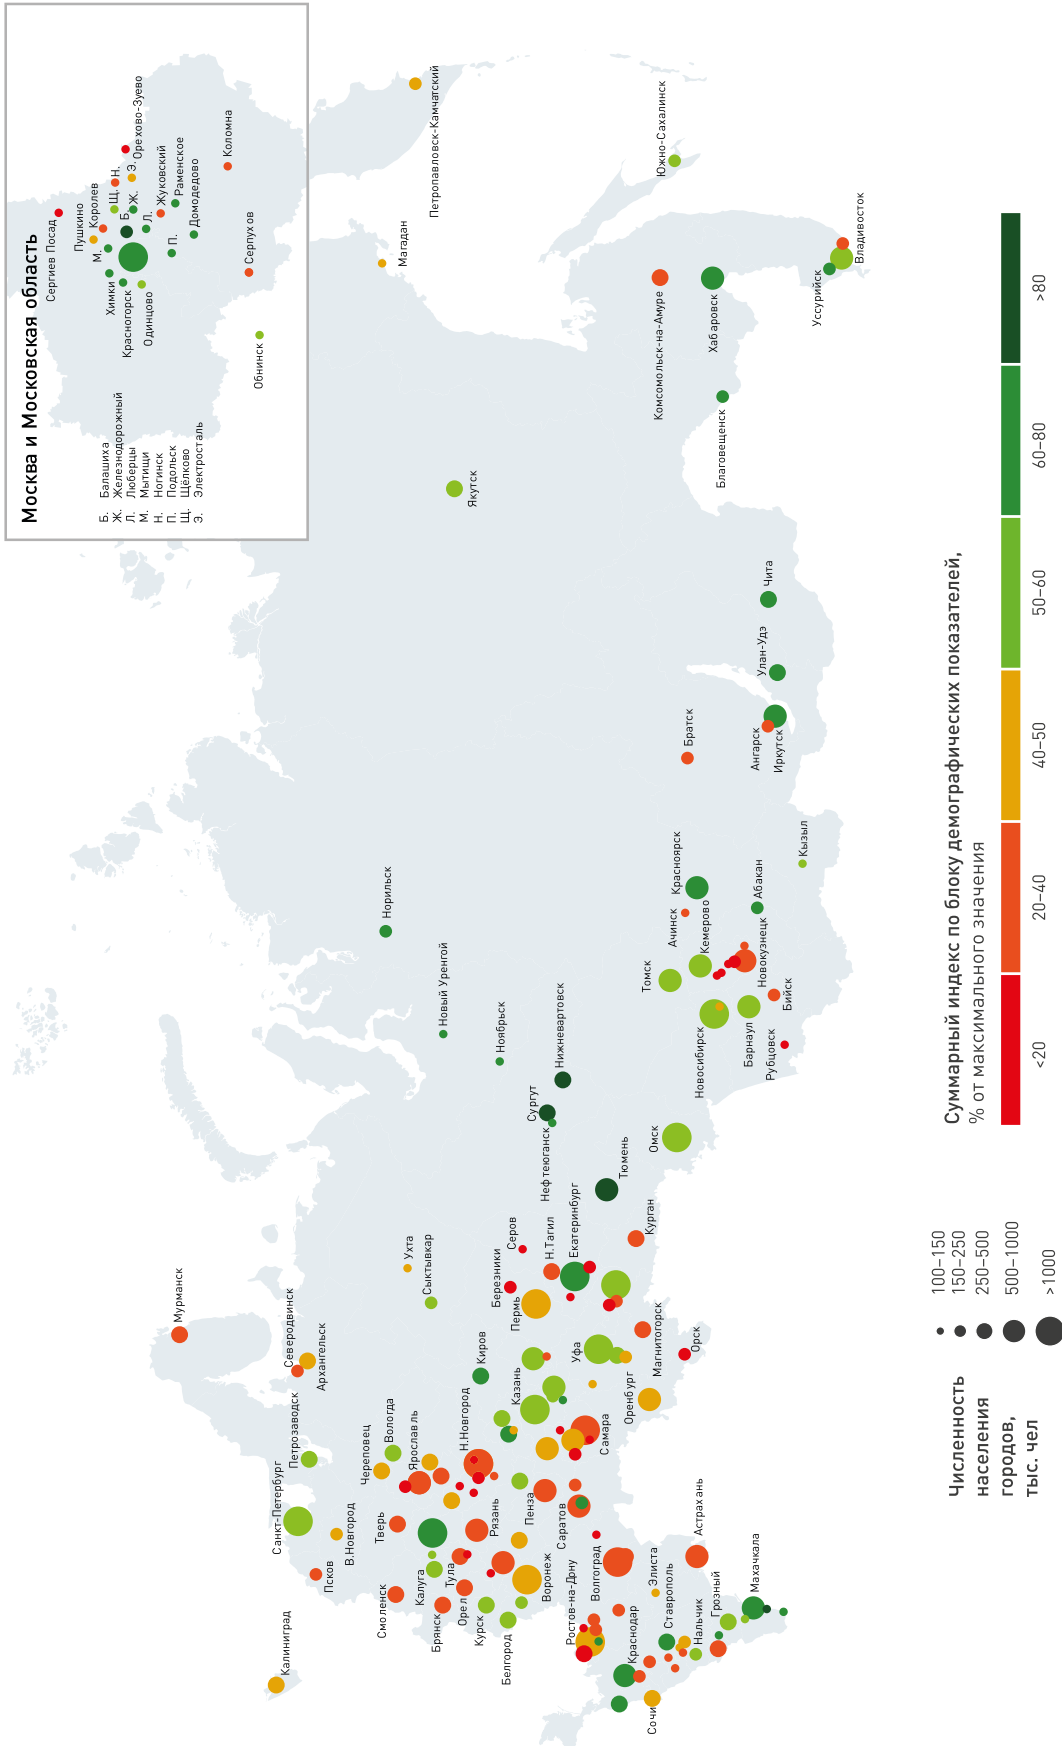 Москва и Московская область
Сергиев Посад
Пушкино
Королев
Щ.
Н.
Орехово-Зуево
Э.
М.
Б.
Ж.
Химки
Л.
Жуковский
Красногорск
Раменское
Одинцово
П.
Домодедово
Коломна
Серпухов
Обнинск
Б. Балашиха
Ж. Железнодорожный
Л. Люберцы
М. Мытищи
Н. Ногинск
П. Подольск
Щ. Щёлково
Э. Электросталь
Петропавловск-Камчатский
Магадан
Южно-Сахалинск
Комсомольск-на-Амуре
Хабаровск
Владивосток
Уссурийск
Благовещенск
Якутск
Чита
Улан-Удэ
Иркутск
Ангарск
Братск
Кызыл
Красноярск
Ачинск
Кемерово
Абакан
Новокузнецк
Томск
Новосибирск
Барнаул
Бийск
Рубцовск
Норильск
Новый Уренгой
Ноябрьск
Нижневартовск
Сургут
Нефтеюганск
Омск
Тюмень
Курган
Екатеринбург
Н.Тагил
Серов
Березники
Пермь
Ухта
Сыктывкар
Мурманск
Северодвинск
Архангельск
Петрозаводск
Санкт-Петербург
В.Новгород
Псков
Калининград
Череповец
Вологда
Ярославль
Киров
Н.Новгород
Казань
Уфа
Магнитогорск
Орск
Оренбург
Самара
Тверь
Смоленск
Калуга
Брянск
Тула
Орел
Рязань
Курск
Белгород
Пенза
Воронеж
Саратов
Волгоград
Ростов-на-Дону
Астрахань
Элиста
Краснодар
Ставрополь
Сочи
Нальчик
Грозный
Махачкала
Численность
населения
городов,
тыс. чел
100–150
150–250
250–500
500–1000
>1000
Суммарный индекс по блоку демографических показателей,
% от максимального значения
<20
20–40
40–50
50–60
60–80
>80